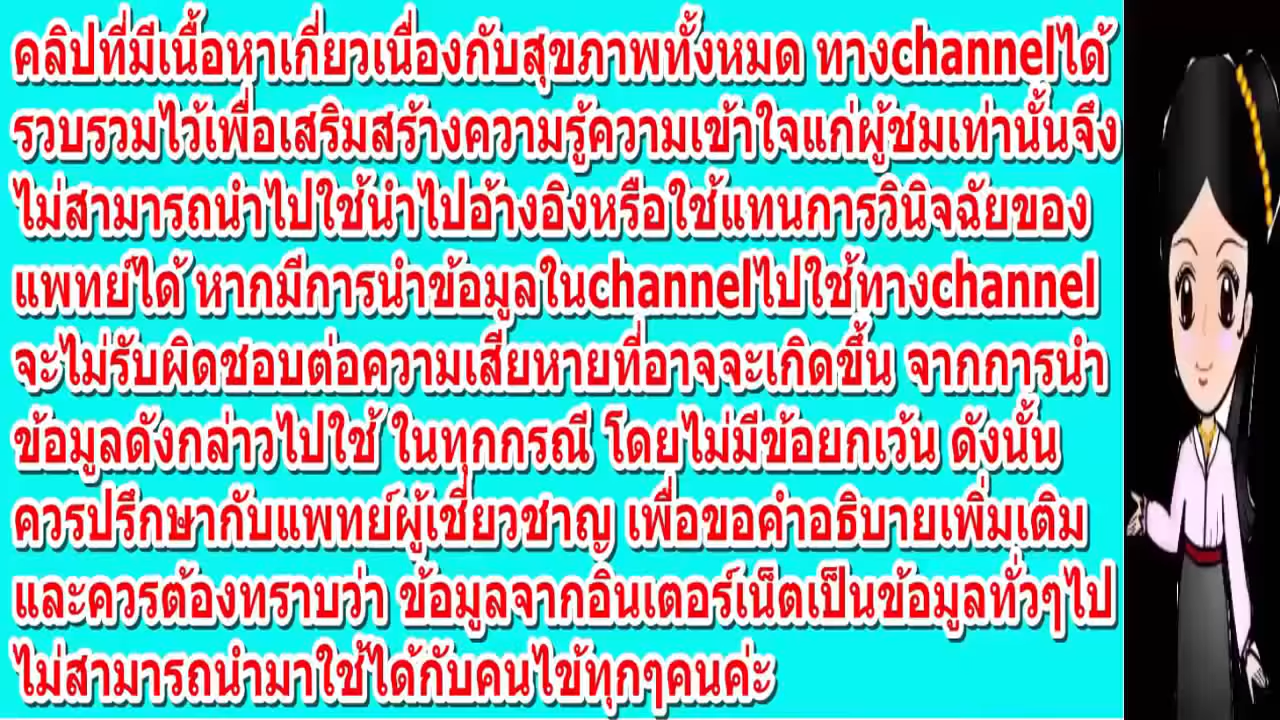 คลิปที่มีเนื้อหาเกี่ยวเนื่องกับสุขภาพทั้งหมด ทางchannelได้
รวบรวมไว้เพื่อเสริมสร้างความรู้ความเข้าใจแก่ผู้ชมเท่านั้นจึง
ไม่สามารถนำไปใช้นำไปอ้างอิงหรือใช้แทนการวินิจฉัยของ
แพทย์ได้ หากมีการนำข้อมูลในchannelไปใช้ทางchannel
จะไม่รับผิดชอบต่อความเสียหายที่อาจจะเกิดขึ้น จากการนำ
ข้อมูลดังกล่าวไปใช้ ในทุกกรณี โดยไม่มีข้อยกเว้น ดังนั้น
ควรปรึกษากับแพทย์ผู้เชี่ยวชาญ เพื่อขอคำอธิบายเพิ่มเติม
และควรต้องทราบว่า ข้อมูลจากอินเตอร์เน็ตเป็นข้อมูลทั่วๆไป
ไม่สามารถนำมาใช้ได้กับคนไข้ทุกๆคนค่ะ